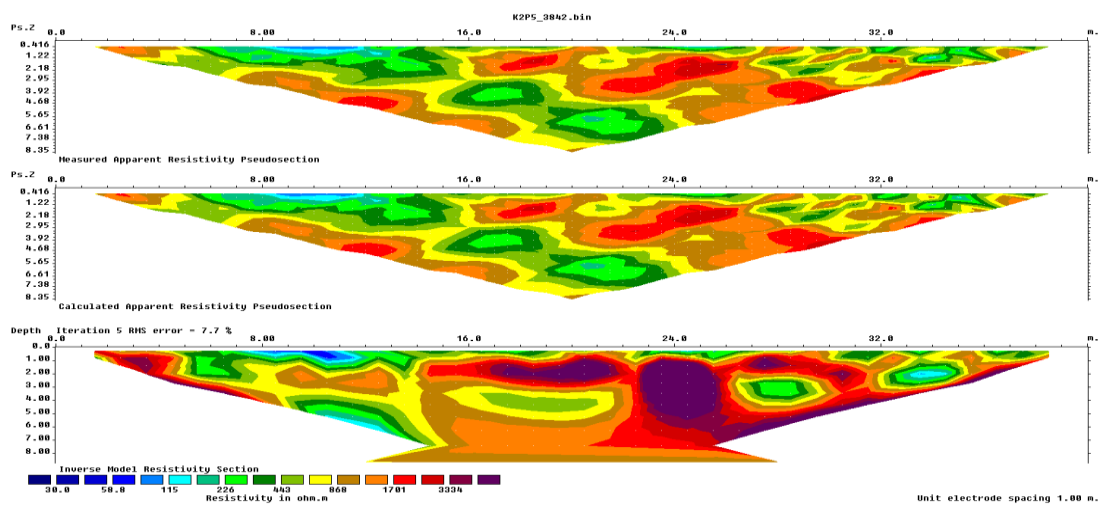 K2P5_3842.bin
Ps.Z 0.0 8.00 16.0 24.0 32.0 m.
0.416
1.22
2.18
2.95
3.92
4.68
5.65
6.61
7.38
8.35
Measured Apparent Resistivity Pseudosection
Ps.Z 0.0 8.00 16.0 24.0 32.0 m.
0.416
1.22
2.18
2.95
3.92
4.68
5.65
6.61
7.38
8.35
Calculated Apparent Resistivity Pseudosection
Depth Iteration 5 RMS error = 7.7 %
0.0 8.00 16.0 24.0 32.0 m.
0.0
1.00
2.00
3.00
4.00
5.00
6.00
7.00
8.00
Inverse Model Resistivity Section
30.0 58.8 115 226 443 868 1701 3334
Resistivity in ohm.m
Unit electrode spacing 1.00 m.